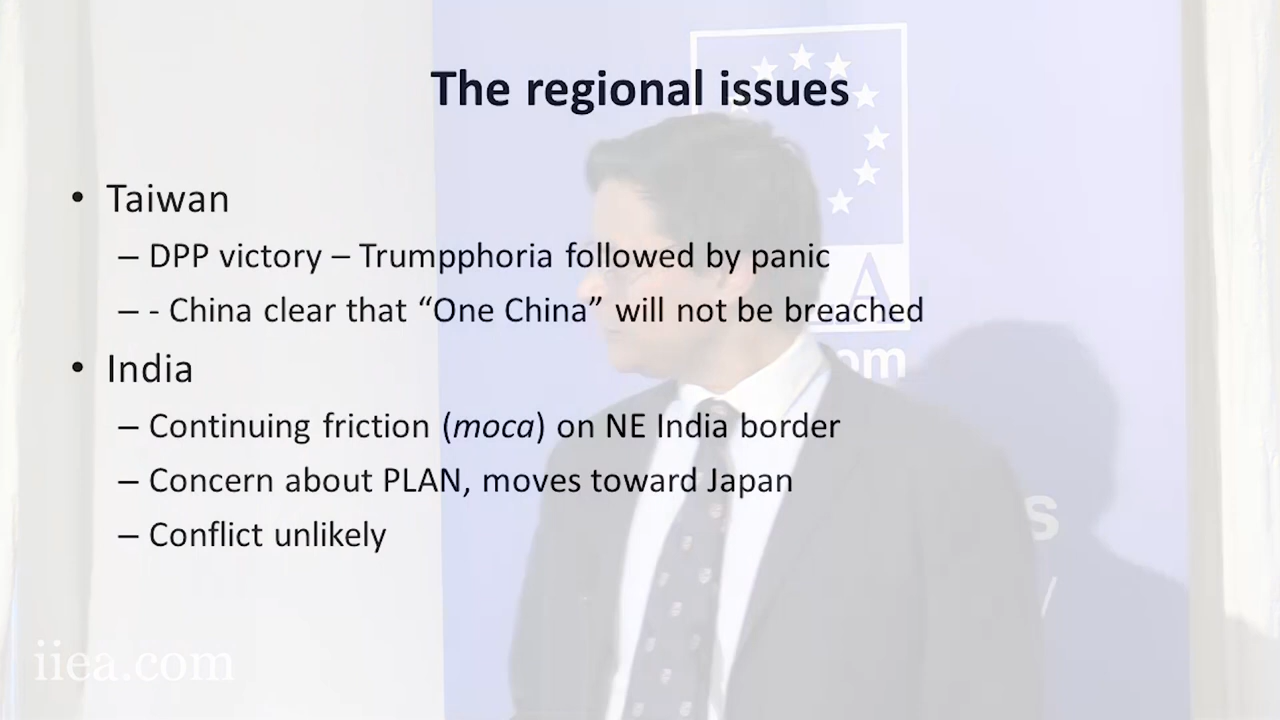 The regional issues
• Taiwan
– DPP victory – Trumpphoria followed by panic
– - China clear that “One China” will not be breached
• India
– Continuing friction (moca) on NE India border
– Concern about PLAN, moves toward Japan
– Conflict unlikely
A
om
s
/
iiea.com